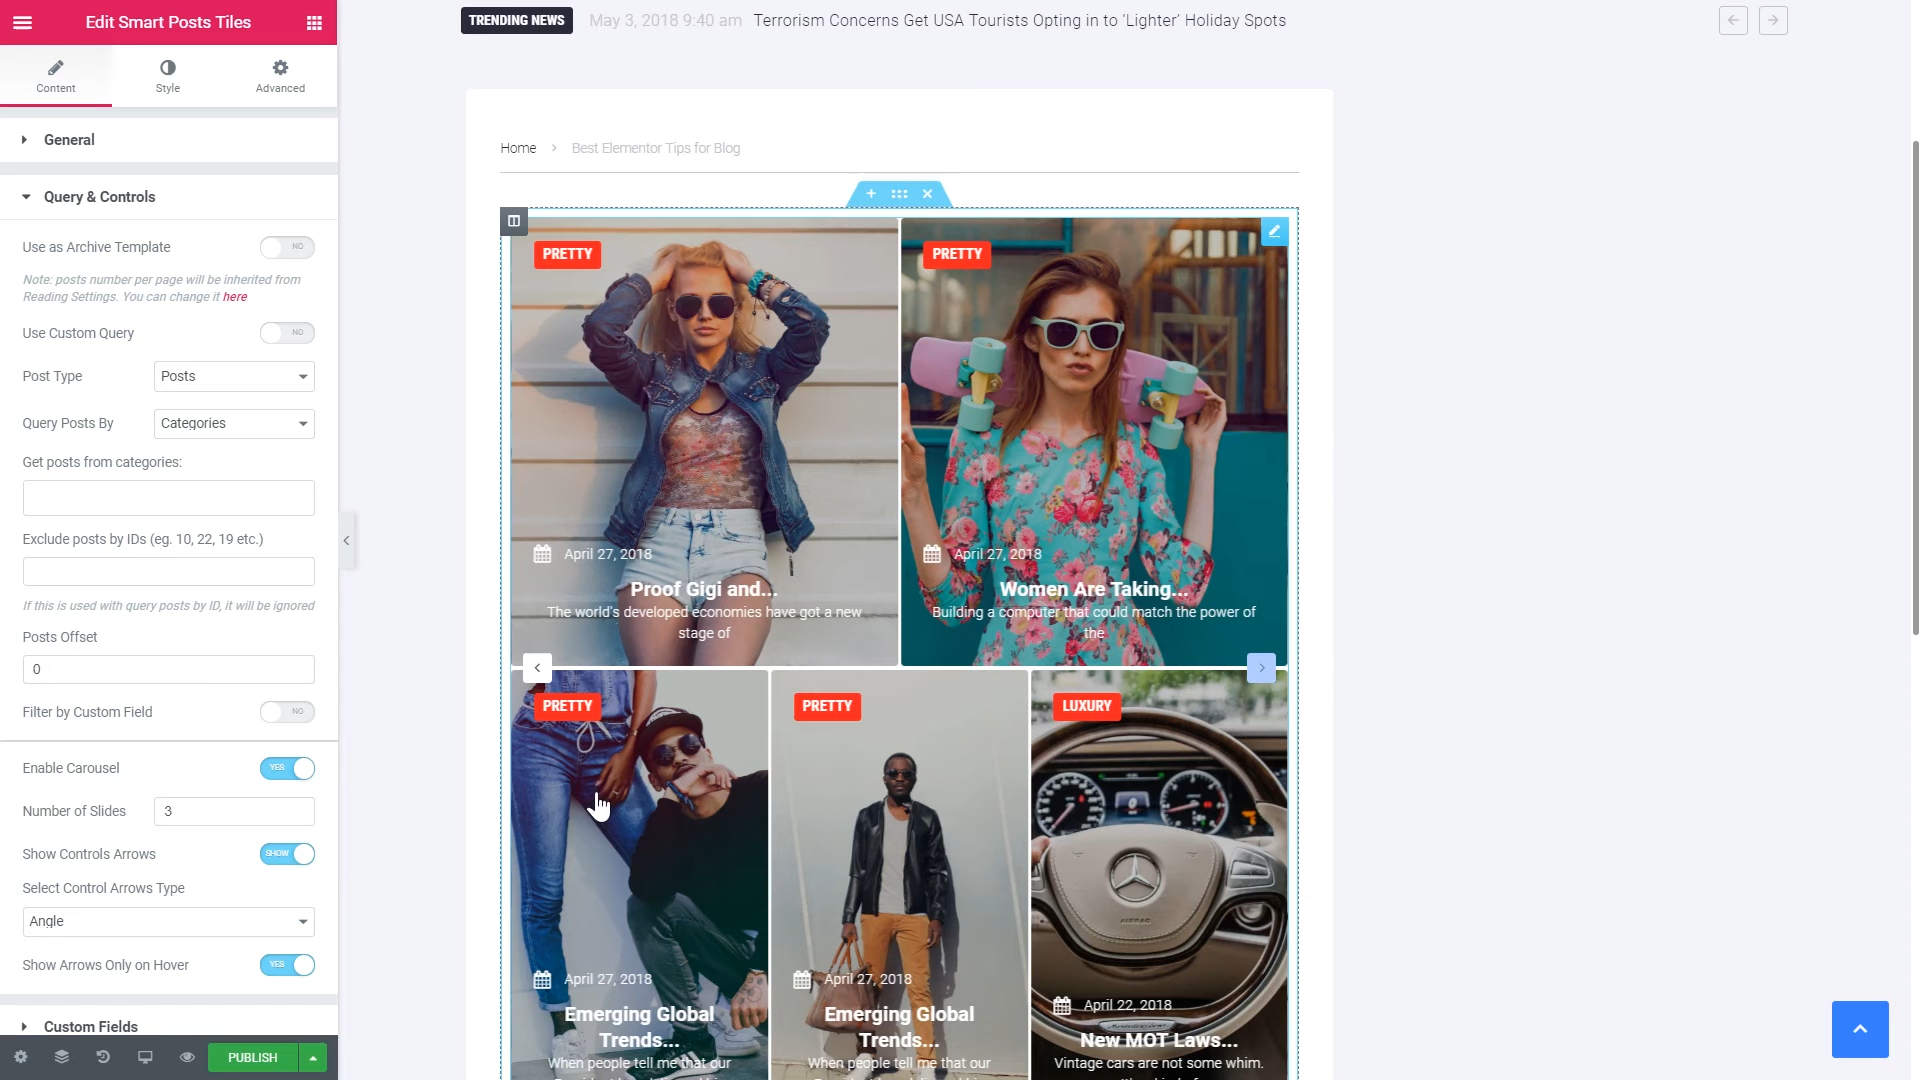 Edit Smart Posts Tiles
Content
Style
Advanced
General
Query & Controls
Use as Archive Template
NO
Note: posts number per page will be inherited from
Reading Settings. You can change it here
Use Custom Query
NO
Post Type
Posts
Query Posts By
Categories
Get posts from categories:
Exclude posts by IDs (eg. 10, 22, 19 etc.)
If this is used with query posts by ID, it will be ignored
Posts Offset
0
Filter by Custom Field
NO
Enable Carousel
YES
Number of Slides
3
Show Controls Arrows
SHOW
Select Control Arrows Type
Angle
Show Arrows Only on Hover
YES
Custom Fields
PUBLISH
TRENDING NEWS
May 3, 2018 9:40 am
Terrorism Concerns Get USA Tourists Opting in to ‘Lighter’ Holiday Spots
Home > Best Elementor Tips for Blog
PRETTY
April 27, 2018
Proof Gigi and...
The world's developed economies have got a new
stage of
PRETTY
April 27, 2018
Women Are Taking...
Building a computer that could match the power of
the
PRETTY
April 27, 2018
Emerging Global
Trends...
When people tell me that our
PRETTY
April 27, 2018
Emerging Global
Trends...
When people tell me that our
LUXURY
April 22, 2018
New MOT Laws...
Vintage cars are not some whim.